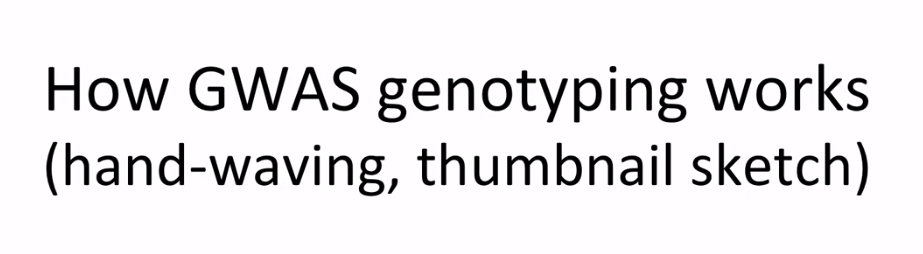 How GWAS genotyping works
(hand-waving, thumbnail sketch)